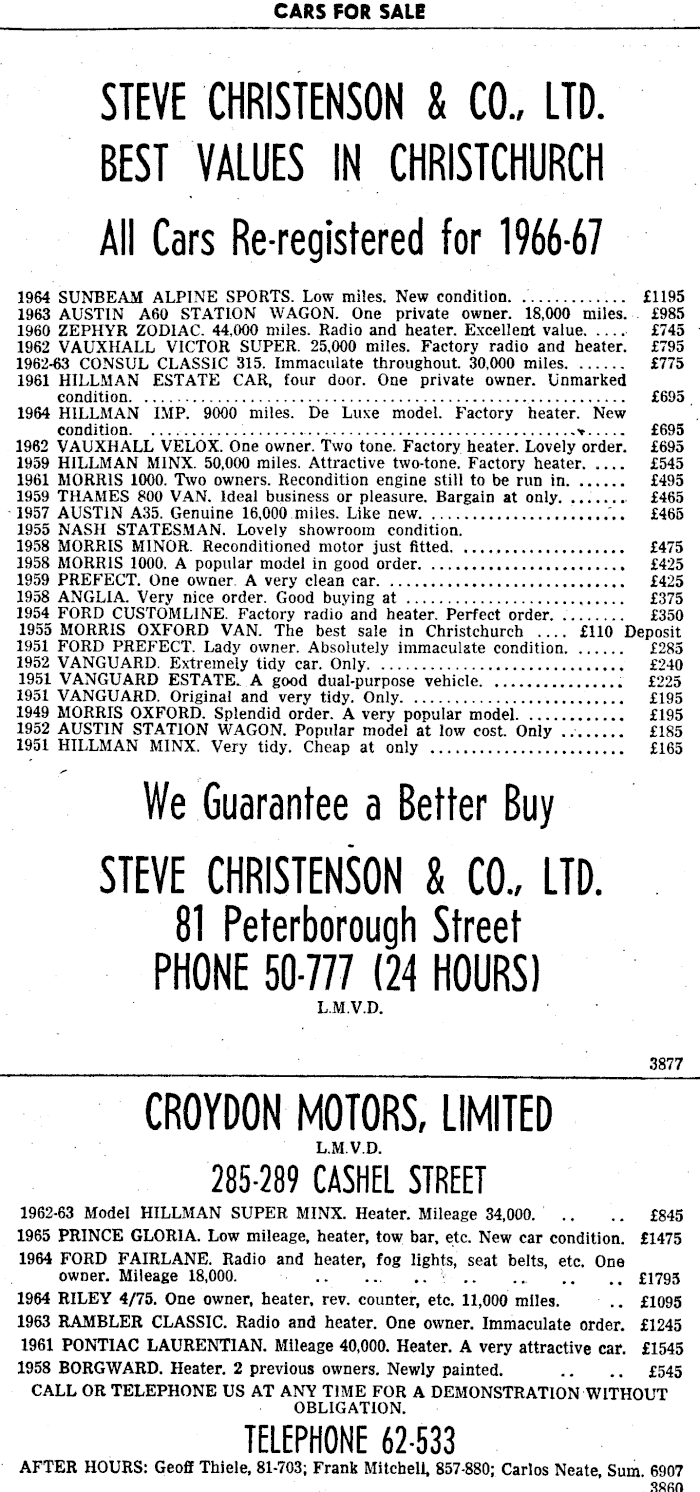 CARS FOR SALE
STEVE CHRISTENSON & CO., LTD.
BEST VALUES IN CHRISTCHURCH
All Cars Re-registered for 1966-67
1964 SUNBEAM ALPINE SPORTS. Low miles. New condition. ............. £1195
1963 AUSTIN A60 STATION WAGON. One private owner. 18,000 miles. £985
1960 ZEPHYR ZODIAC. 44,000 miles. Radio and heater. Excellent value. .... £745
1962 VAUXHALL VICTOR SUPER. 25,000 miles. Factory radio and heater. £795
1962-63 CONSUL CLASSIC 315. Immaculate throughout. 30,000 miles. ...... £775
1961 HILLMAN ESTATE CAR, four door. One private owner. Unmarked
condition. ............................................................ £695
1964 HILLMAN IMP. 9000 miles. De Luxe model. Factory heater. New
condition. ............................................................ £695
1962 VAUXHALL VELOX. One owner. Two tone. Factory heater. Lovely order. £695
1959 HILLMAN MINX. 50,000 miles. Attractive two-tone. Factory heater. .... £545
1961 MORRIS 1000. Two owners. Recondition engine still to be run in. ...... £495
1959 THAMES 800 VAN. Ideal business or pleasure. Bargain at only. ....... £465
1957 AUSTIN A35. Genuine 16,000 miles. Like new. ........................ £465
1955 NASH STATESMAN. Lovely showroom condition.
1958 MORRIS MINOR. Reconditioned motor just fitted. .................... £475
1958 MORRIS 1000. A popular model in good order. ......................... £425
1959 PREFECT. One owner. A very clean car. ............................. £425
1958 ANGLIA. Very nice order. Good buying at ........................ £375
1954 FORD CUSTOMLINE. Factory radio and heater. Perfect order. ........ £350
1955 MORRIS OXFORD VAN. The best sale in Christchurch .... £110 Deposit
1951 FORD PREFECT. Lady owner. Absolutely immaculate condition. ...... £285
1952 VANGUARD. Extremely tidy car. Only. .............................. £240
1951 VANGUARD ESTATE. A good dual-purpose vehicle. ................ £225
1951 VANGUARD. Original and very tidy. Only. ........................... £195
1949 MORRIS OXFORD. Splendid order. A very popular model. ............ £195
1952 AUSTIN STATION WAGON. Popular model at low cost. Only ........ £185
1951 HILLMAN MINX. Very tidy. Cheap at only ........................ £165
We Guarantee a Better Buy
STEVE CHRISTENSON & CO., LTD.
81 Peterborough Street
PHONE 50-777 (24 HOURS)
L.M.V.D.
3877
CROYDON MOTORS, LIMITED
L.M.V.D.
285-289 CASHEL STREET
1962-63 Model HILLMAN SUPER MINX. Heater. Mileage 34,000. .. .. £845
1965 PRINCE GLORIA. Low mileage, heater, tow bar, etc. New car condition. £1475
1964 FORD FAIRLANE. Radio and heater, fog lights, seat belts, etc. One
owner. Mileage 18,000. .. .. .. .. .. .. .. .. £1795
1964 RILEY 4/75. One owner, heater, rev. counter, etc. 11,000 miles. .. £1095
1963 RAMBLER CLASSIC. Radio and heater. One owner. Immaculate order. £1245
1961 PONTIAC LAURENTIAN. Mileage 40,000. Heater. A very attractive car. £1545
1958 BORGWARD. Heater. 2 previous owners. Newly painted. .. .. £545
CALL OR TELEPHONE US AT ANY TIME FOR A DEMONSTRATION WITHOUT
OBLIGATION.
TELEPHONE 62-533
AFTER HOURS: Geoff Thiele, 81-703; Frank Mitchell, 857-880; Carlos Neate, Sum. 6907
3860